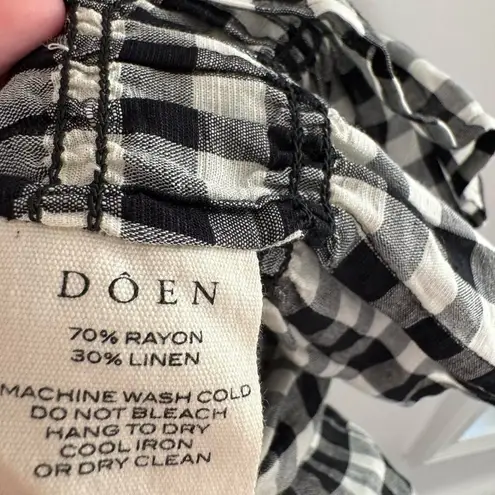 DÔEN
70% RAYON
30% LINEN
MACHINE WASH COLD
DO NOT BLEACH
HANG TO DRY
COOL IRON
OR DRY CLEAN